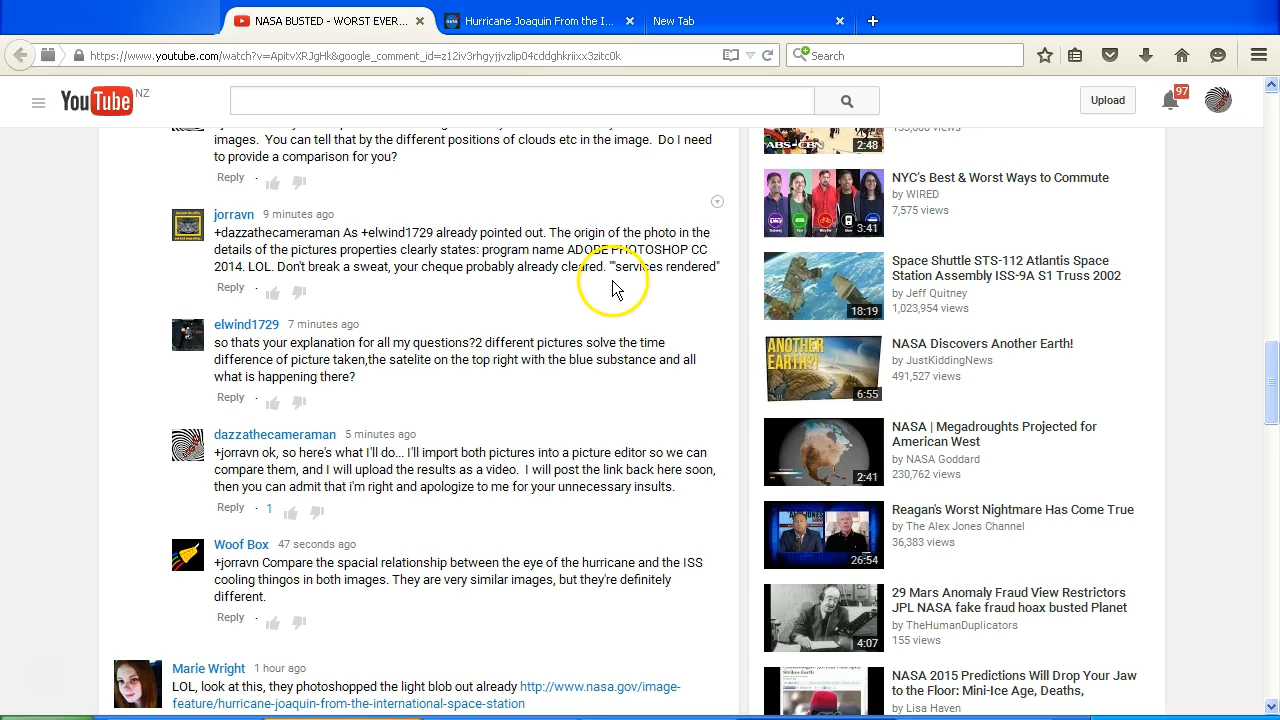 NASA BUSTED - WORST EVER...
Hurricane Joaquin From the I...
New Tab
https://www.youtube.com/watch?v=
Search
YouTube NZ
Upload
97
images. You can tell that by the different positions of clouds etc in the image. Do I need
to provide a comparison for you?
Reply ·
jorravn 9 minutes ago
+dazzathecameraman As +elwind1729 already pointed out. The origin of that photo in the
details of the pictures properties clearly states: program name ADOBE PHOTOSHOP CC
2014. LOL. Don't break a sweat, your cheque probably already cleared. ""services rendered"
Reply ·
elwind1729 7 minutes ago
so thats your explanation for all my questions?2 different pictures solve the time
difference of picture taken?the satelite on the top right with the blue substance and all
what is happening there?
Reply ·
dazzathecameraman 5 minutes ago
+jorravn ok, so here's what I'll do... I'll import both pictures into a picture editor so we can
compare them, and I will upload the results as a video. I will post the link back here soon,
then you can admit that I'm right and apologize to me for your unnecessary insults.
Reply · 1
Woof Box 47 seconds ago
+jorravn Compare the spacial relationship between the eye of the hurricane and the ISS
cooling thingos in both images. They are very similar images, but they're definitely
different.
Reply ·
Marie Wright 1 hour ago
LOL, look at this, they photoshopped it out already http://www.nasa.gov/image-
feature/hurricane-joaquin-from-the-international-space-station
ABS-CBN
2:48
NYC's Best & Worst Ways to Commute
by WIRED
7,575 views
3:41
Space Shuttle STS-112 Atlantis Space
Station Assembly ISS-9A S1 Truss 2002
by Jeff Quitney
1,023,954 views
18:19
NASA Discovers Another Earth!
by JustKiddingNews
491,527 views
ANOTHER
EARTH?!
6:55
NASA | Megadroughts Projected for
American West
by NASA Goddard
230,762 views
2:41
Reagan's Worst Nightmare Has Come True
by The Alex Jones Channel
36,383 views
26:54
29 Mars Anomaly Fraud View Restrictors
JPL NASA fake fraud hoax busted Planet
by TheHumanDuplicators
155 views
4:07
NASA 2015 Predictions Will Drop Your Jaw
to the Floor: Mini-Ice Age, Deaths,
by Lisa Haven